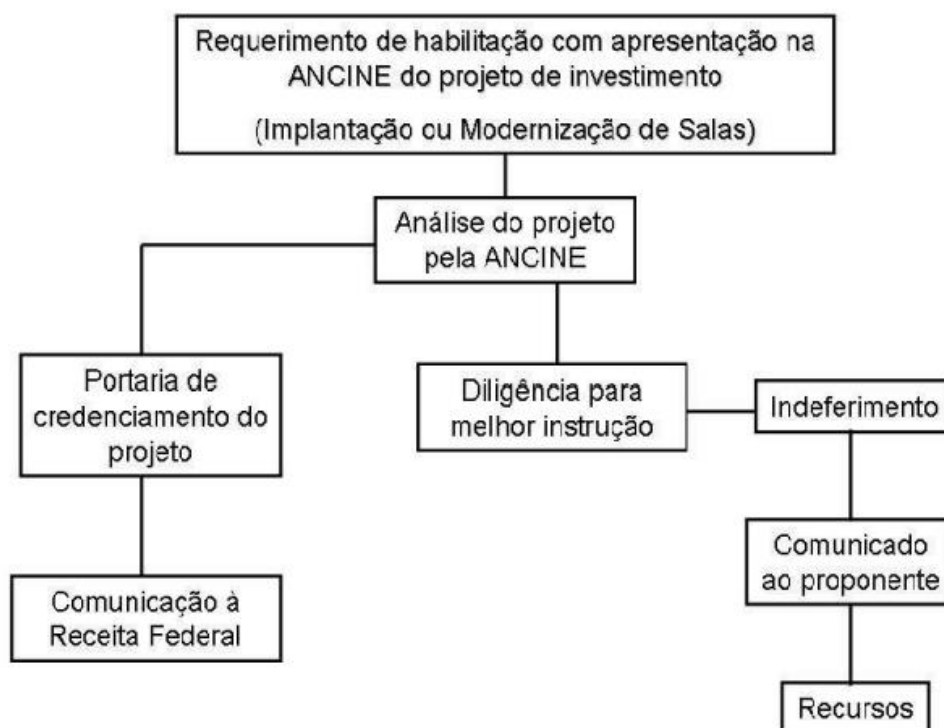 Requerimento de habilitação com apresentação na
ANCINE do projeto de investimento
(Implantação ou Modernização de Salas)
Análise do projeto
pela ANCINE
Portaria de
credenciamento do
projeto
Diligência para
melhor instrução
Indeferimento
Comunicação à
Receita Federal
Comunicado
ao proponente
Recursos